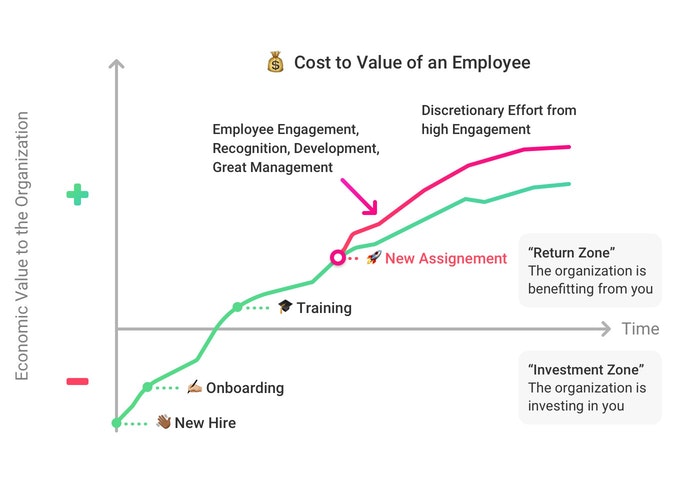 Cost to Value of an Employee
Economic Value to the Organization
Employee Engagement,
Recognition, Development,
Great Management
Discretionary Effort from
high Engagement
New Assignement
“Return Zone”
The organization is
benefitting from you
Training
Time
“Investment Zone”
The organization is
investing in you
Onboarding
New Hire